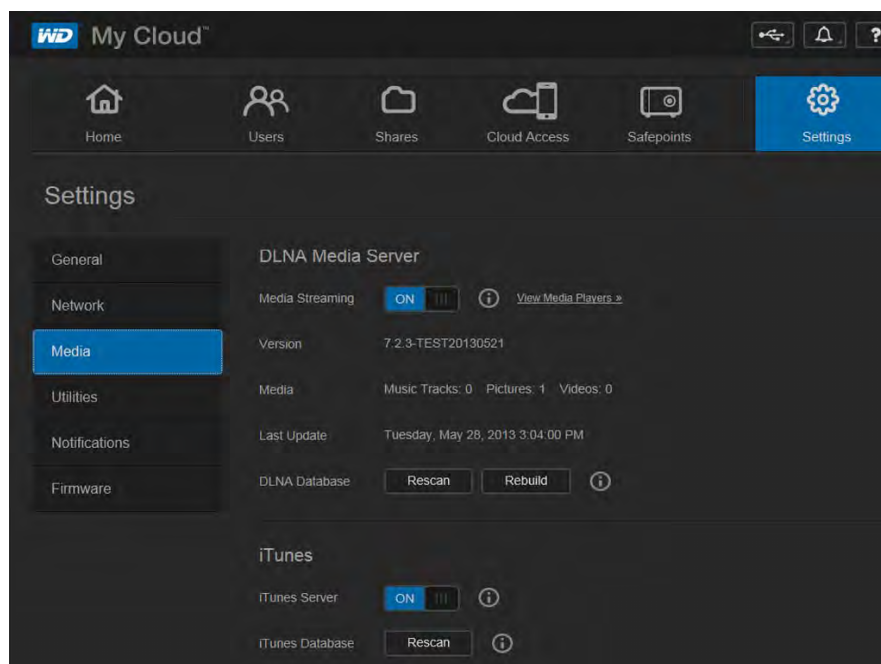 WD My Cloud™
?
Home Users Shares Cloud Access Safepoints Settings
Settings
General
Network
Media
Utilities
Notifications
Firmware
DLNA Media Server
Media Streaming ON View Media Players »
Version 7.2.3-TEST20130521
Media Music Tracks: 0 Pictures: 1 Videos: 0
Last Update Tuesday, May 28, 2013 3:04:00 PM
DLNA Database Rescan Rebuild
iTunes
iTunes Server ON
iTunes Database Rescan